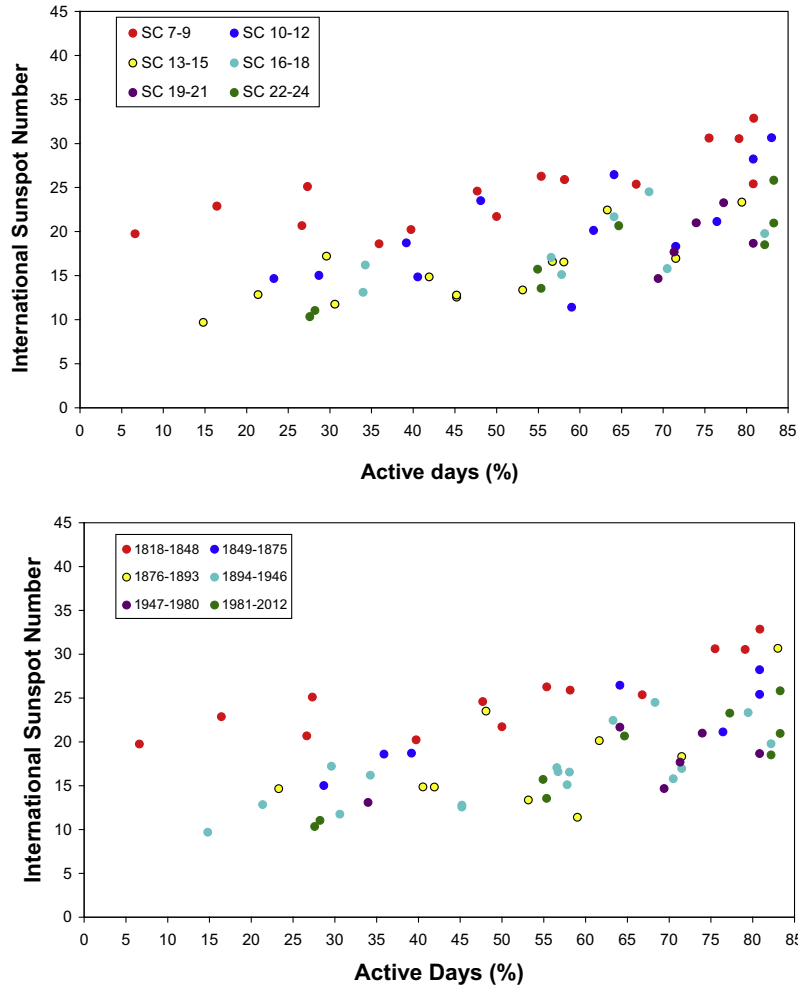 45
40
35
30
25
20
15
10
5
0
International Sunspot Number
SC 7-9 SC 10-12
SC 13-15 SC 16-18
SC 19-21 SC 22-24
0 5 10 15 20 25 30 35 40 45 50 55 60 65 70 75 80 85
Active days (%)
45
40
35
30
25
20
15
10
5
0
International Sunspot Number
1818-1848 1849-1875
1876-1893 1894-1946
1947-1980 1981-2012
0 5 10 15 20 25 30 35 40 45 50 55 60 65 70 75 80 85
Active Days (%)